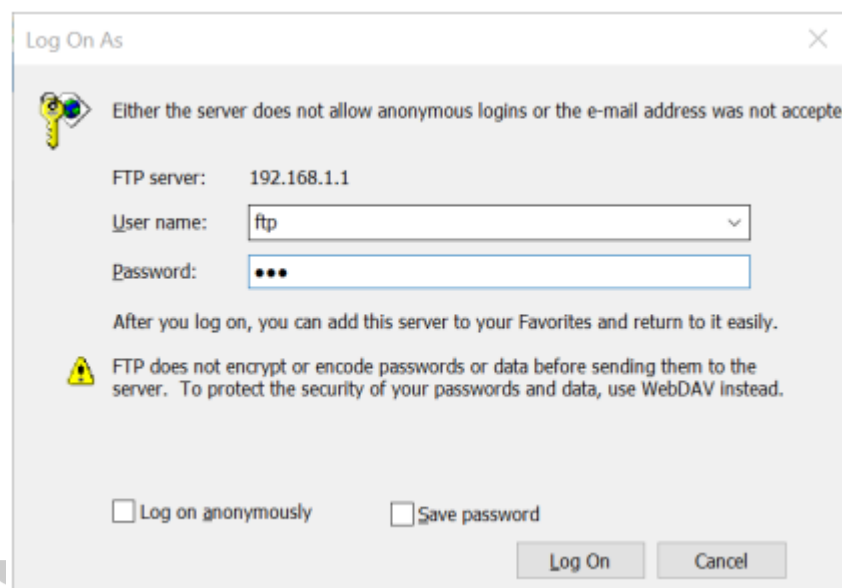 Log On As
Either the server does not allow anonymous logins or the e-mail address was not accepte
FTP server: 192.168.1.1
User name: ftp
Password: •••
After you log on, you can add this server to your Favorites and return to it easily.
FTP does not encrypt or encode passwords or data before sending them to the
server. To protect the security of your passwords and data, use WebDAV instead.
Log on anonymously Save password
Log On Cancel